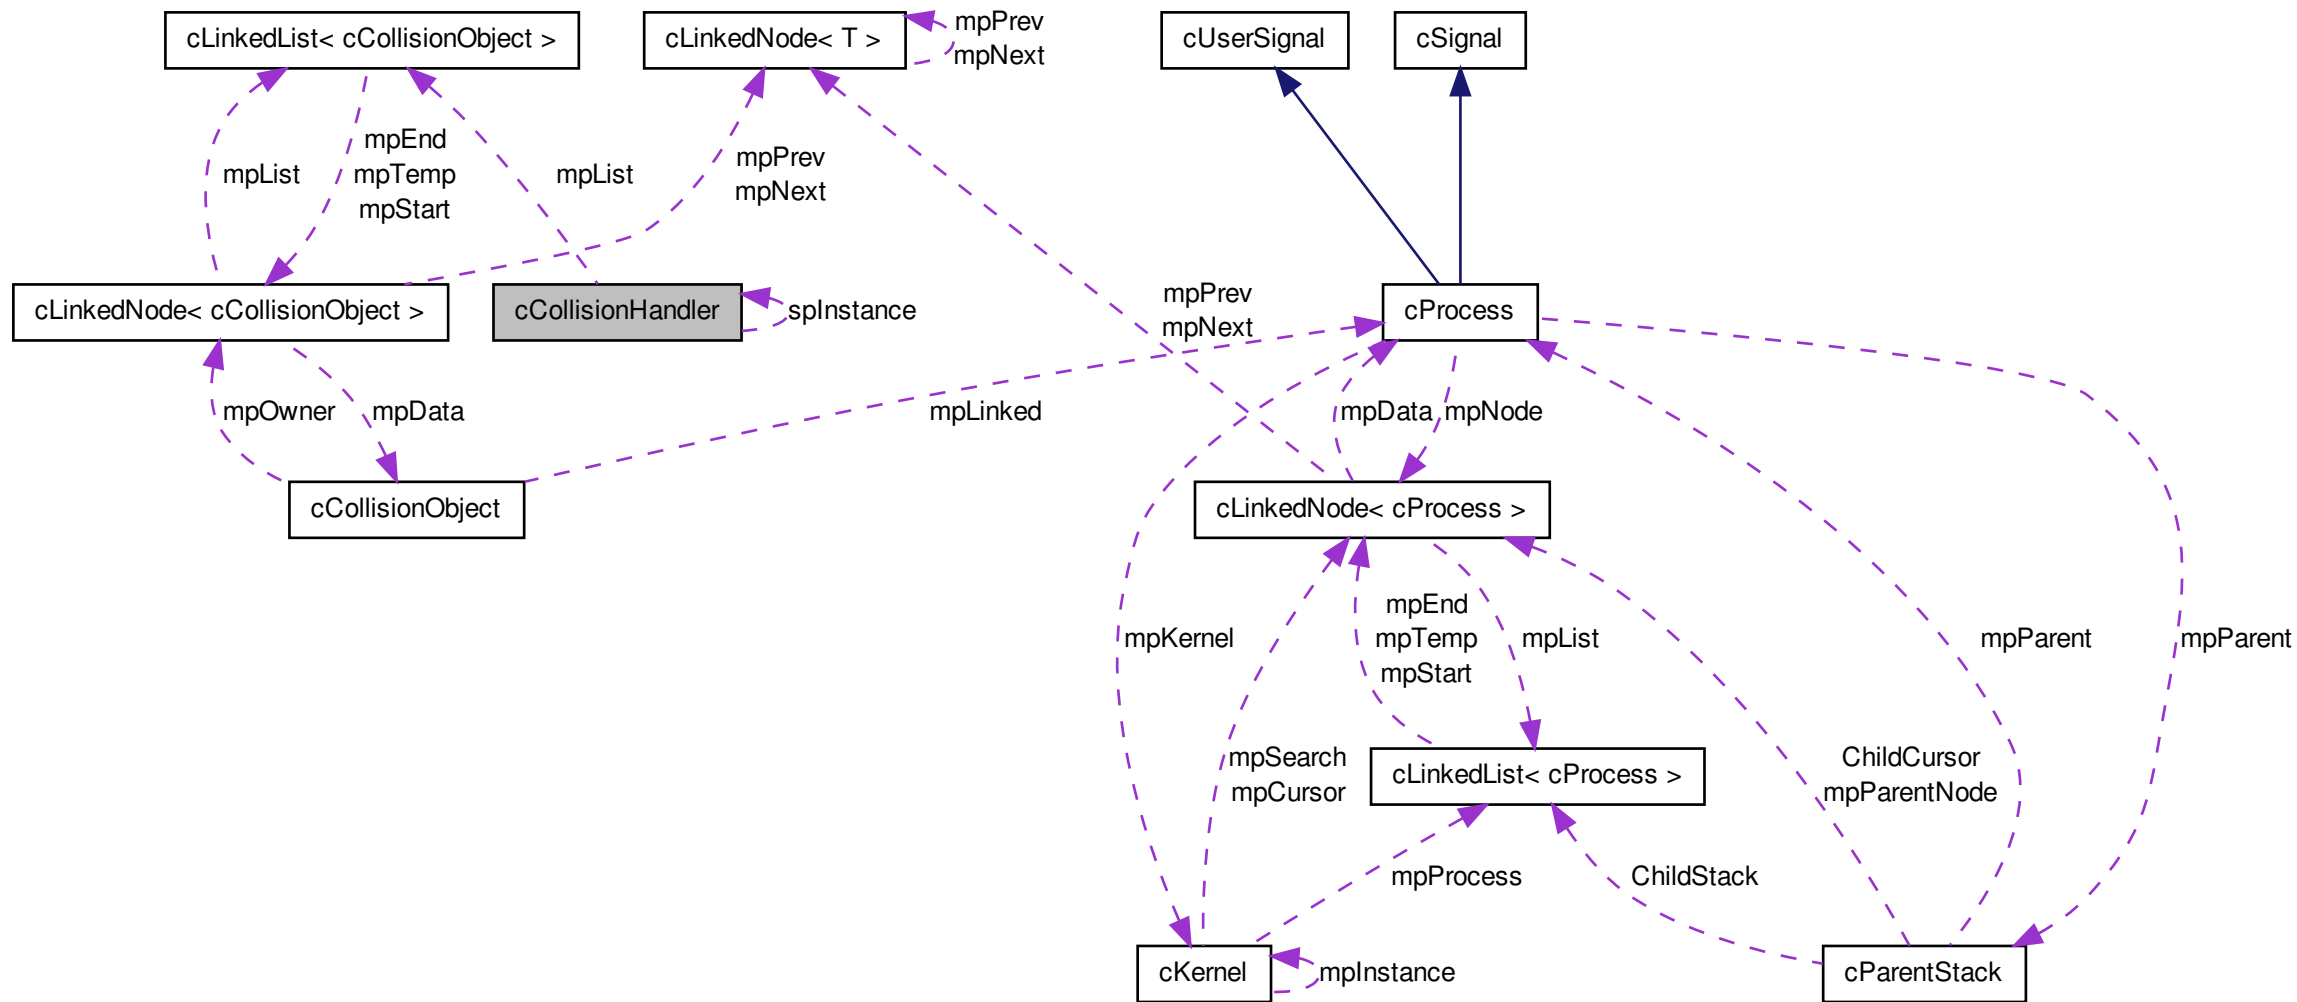 cLinkedList< cCollisionObject >
cLinkedNode< T >
mpPrev
mpNext
cUserSignal
cSignal
mpList
mpEnd
mpTemp
mpStart
mpList
mpPrev
mpNext
cLinkedNode< cCollisionObject >
cCollisionHandler
spInstance
mpPrev
mpNext
cProcess
mpOwner
mpData
mpLinked
mpData
mpNode
cCollisionObject
cLinkedNode< cProcess >
mpKernel
mpEnd
mpTemp
mpStart
mpList
mpParent
mpParent
mpSearch
mpCursor
cLinkedList< cProcess >
ChildCursor
mpParentNode
mpProcess
ChildStack
cKernel
mpInstance
cParentStack